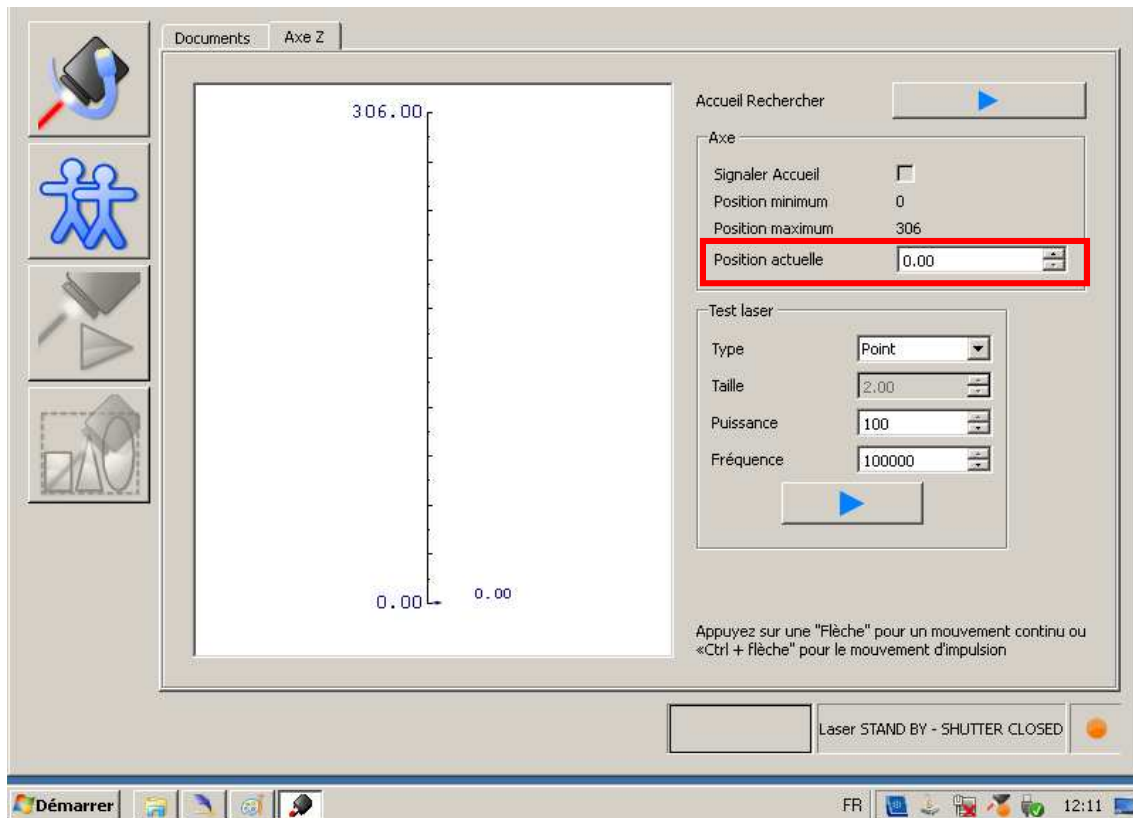 Documents Axe Z
306.00
0.00 0.00
Accueil Rechercher
Axe
Signaler Accueil
Position minimum 0
Position maximum 306
Position actuelle 0.00
Test laser
Type Point
Taille 2.00
Puissance 100
Fréquence 100000
Appuyez sur une "Flèche" pour un mouvement continu ou
«Ctrl + flèche" pour le mouvement d'impulsion
Laser STAND BY - SHUTTER CLOSED
Démarrer FR 12:11